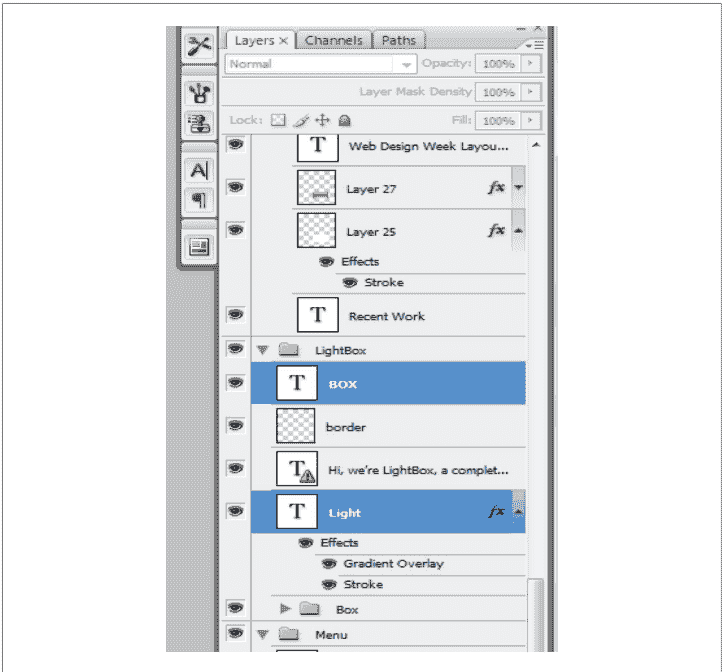 Layers × Channels Paths
Normal Opacity: 100%
Layer Mask Density 100%
Lock: Fill: 100%
T Web Design Week Layou...
Layer 27 fx
Layer 25 fx
Effects
Stroke
T Recent Work
LightBox
T BOX
border
T Hi, we're LightBox, a complet...
T Light fx
Effects
Gradient Overlay
Stroke
Box
Menu